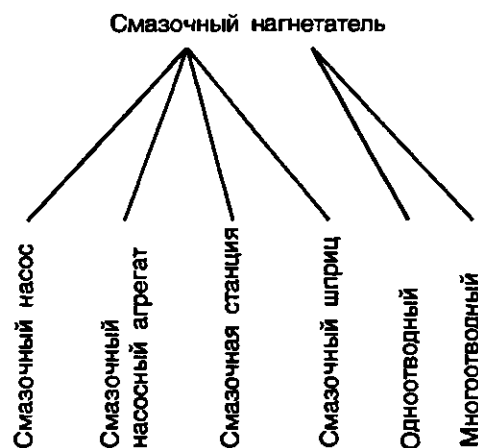 Смазочный нагнетатель
Смазочный насос
Смазочный
насосный агрегат
Смазочная станция
Смазочный шприц
Одноотводный
Многоотводный